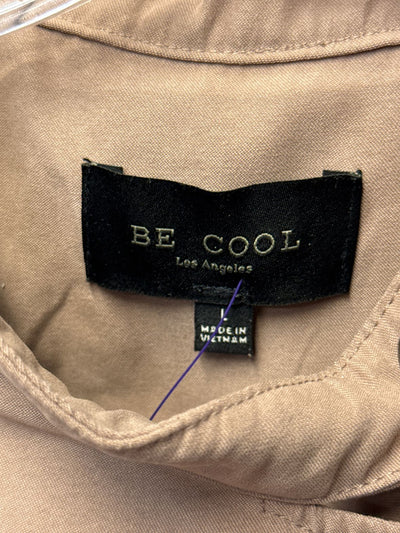 BE COOL
Los Angeles
L
MADE IN
VIETNAM